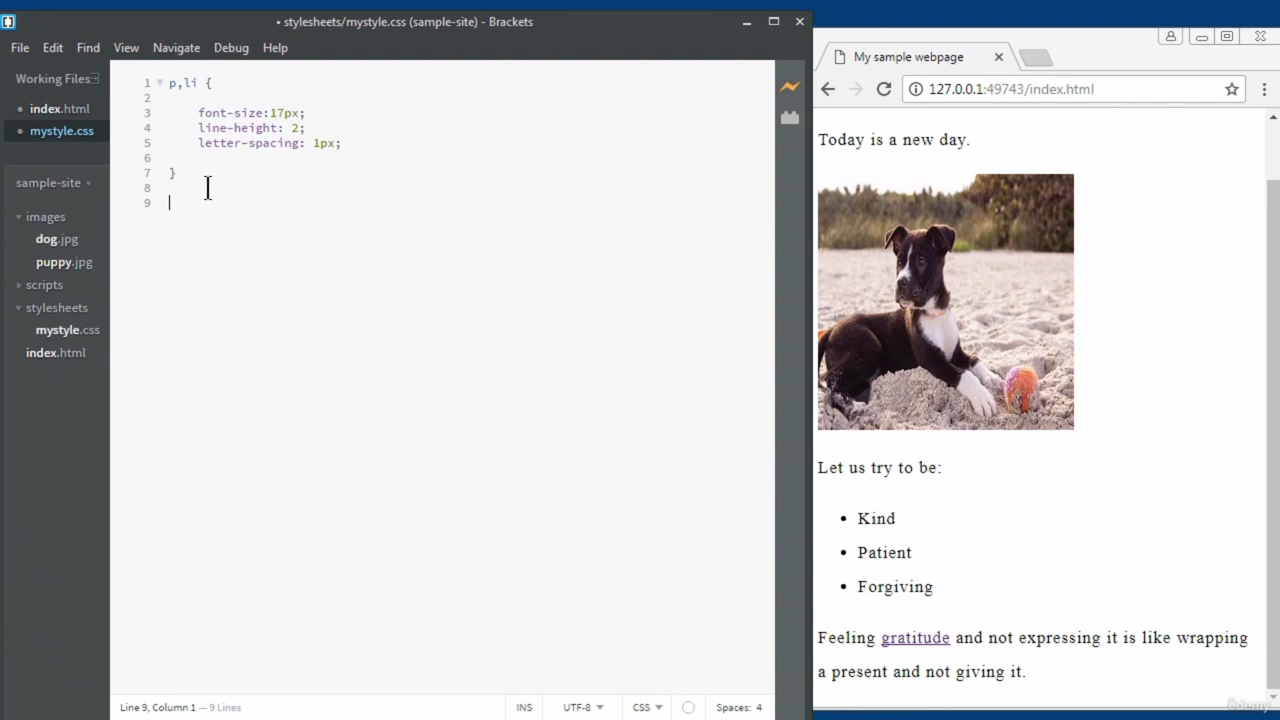 • stylesheets/mystyle.css (sample-site) - Brackets
File Edit Find View Navigate Debug Help
Working Files
• index.html
• mystyle.css
sample-site
images
dog.jpg
puppy.jpg
scripts
stylesheets
mystyle.css
index.html
1 p,li {
2
3 font-size:17px;
4 line-height: 2;
5 letter-spacing: 1px;
6
7 }
8
9
Line 9, Column 1 — 9 Lines
INS UTF-8 CSS Spaces: 4
My sample webpage
127.0.0.1:49743/index.html
Today is a new day.
Let us try to be:
• Kind
• Patient
• Forgiving
Feeling gratitude and not expressing it is like wrapping
a present and not giving it.
ûdemy